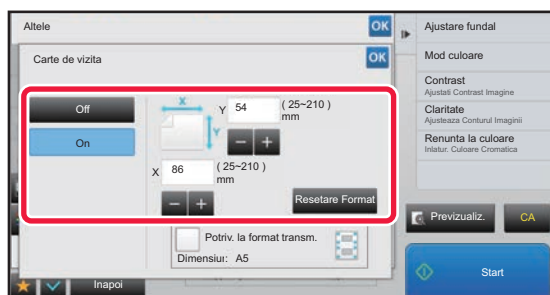 Altele
OK
Carte de vizita
OK
Off
On
X
Y
Y 54 ( 25~210 ) mm
X 86 ( 25~210 ) mm
Resetare Format
Potriv. la format transm.
Dimensiur: A5
Inapoi
Ajustare fundal
Mod culoare
Contrast
Ajustati Contrast Imagine
Claritate
Ajusteaza Conturul Imaginii
Renunta la culoare
Inlatur. Culoare Cromatica
Previzualiz.
CA
Start